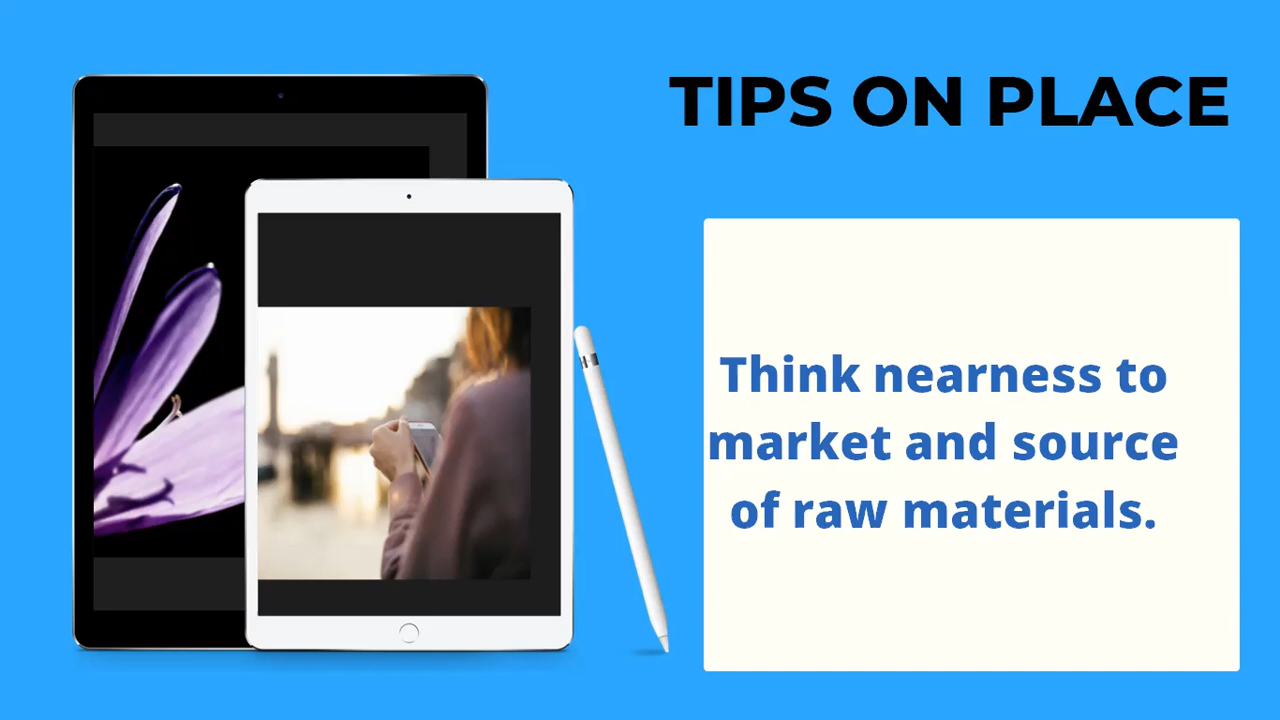 TIPS ON PLACE
Think nearness to
market and source
of raw materials.